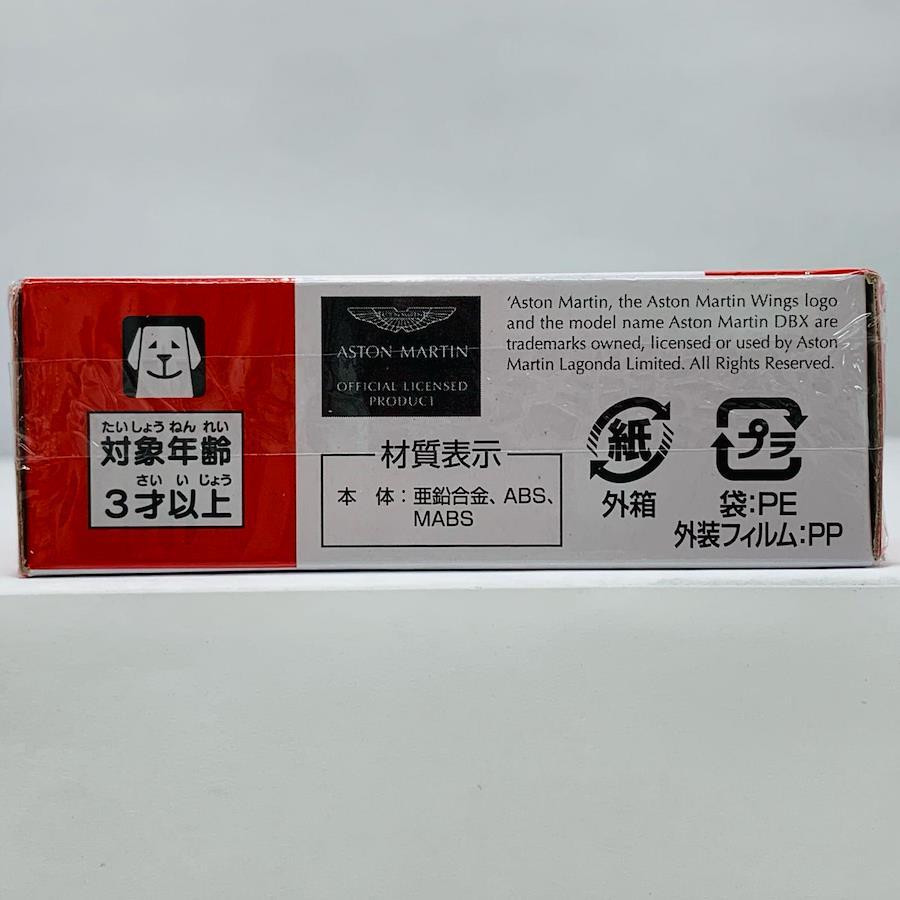 たいしょう ねん れい
対象年齢
さい い じょう
3才以上
ASTON MARTIN
ASTON MARTIN
OFFICIAL LICENSED
PRODUCT
'Aston Martin, the Aston Martin Wings logo
and the model name Aston Martin DBX are
trademarks owned, licensed or used by Aston
Martin Lagonda Limited. All Rights Reserved.
材質表示
本 体:亜鉛合金、ABS、
MABS
紙
外箱
プラ
袋:PE
外装フィルム:PP